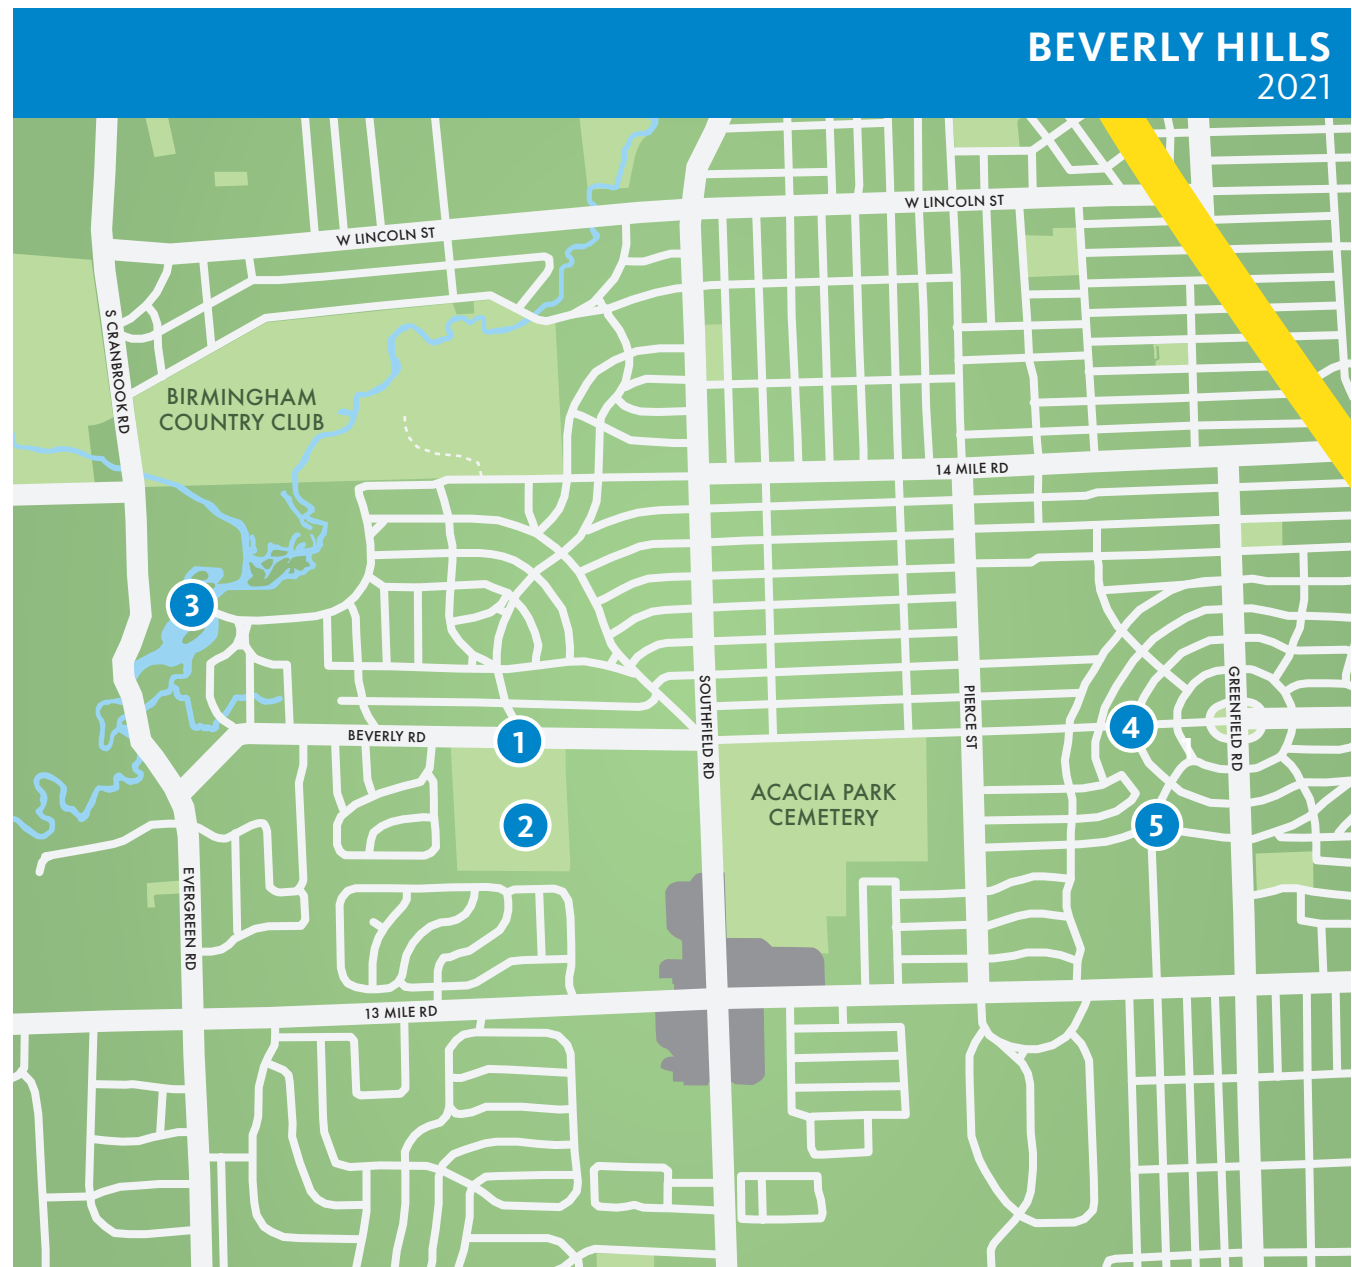 BEVERLY HILLS
2021
W LINCOLN ST
W LINCOLN ST
S CRANBROOK RD
BIRMINGHAM
COUNTRY CLUB
14 MILE RD
3
SOUTHFIELD RD
PIERCE ST
GREENFIELD RD
BEVERLY RD
1
4
ACACIA PARK
CEMETERY
2
5
EVERGREEN RD
13 MILE RD